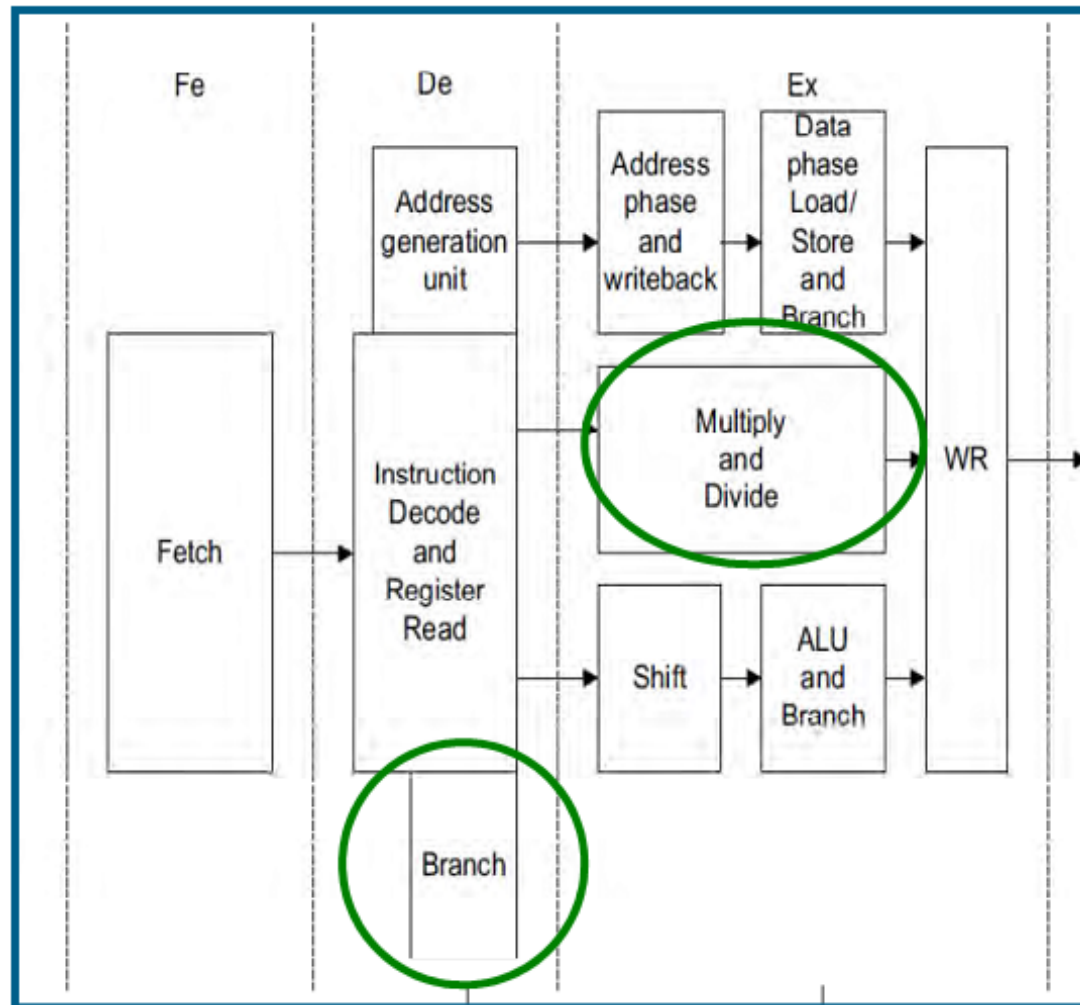 Fe
De
Ex
Address
generation
unit
Address
phase
and
writeback
Data
phase
Load/
Store
and
Branch
Fetch
Instruction
Decode
and
Register
Read
Multiply
and
Divide
WR
Shift
ALU
and
Branch
Branch